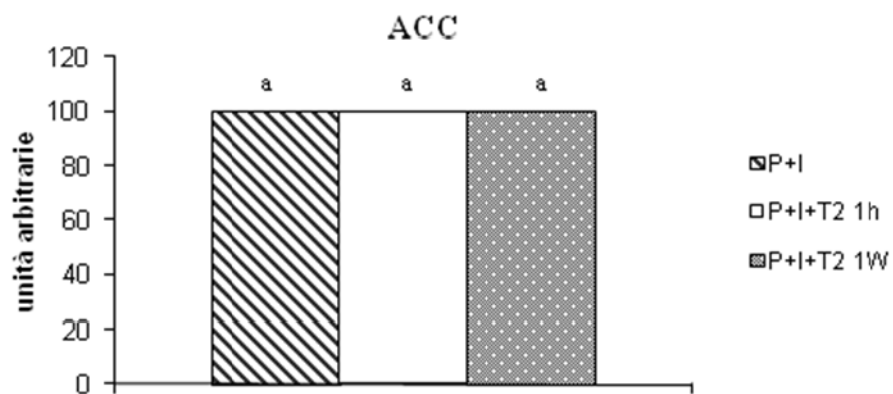 ACC
120
100
80
60
40
20
0
unità arbitrarie
a a a
P+I
P+I+T2 1h
P+I+T2 1W